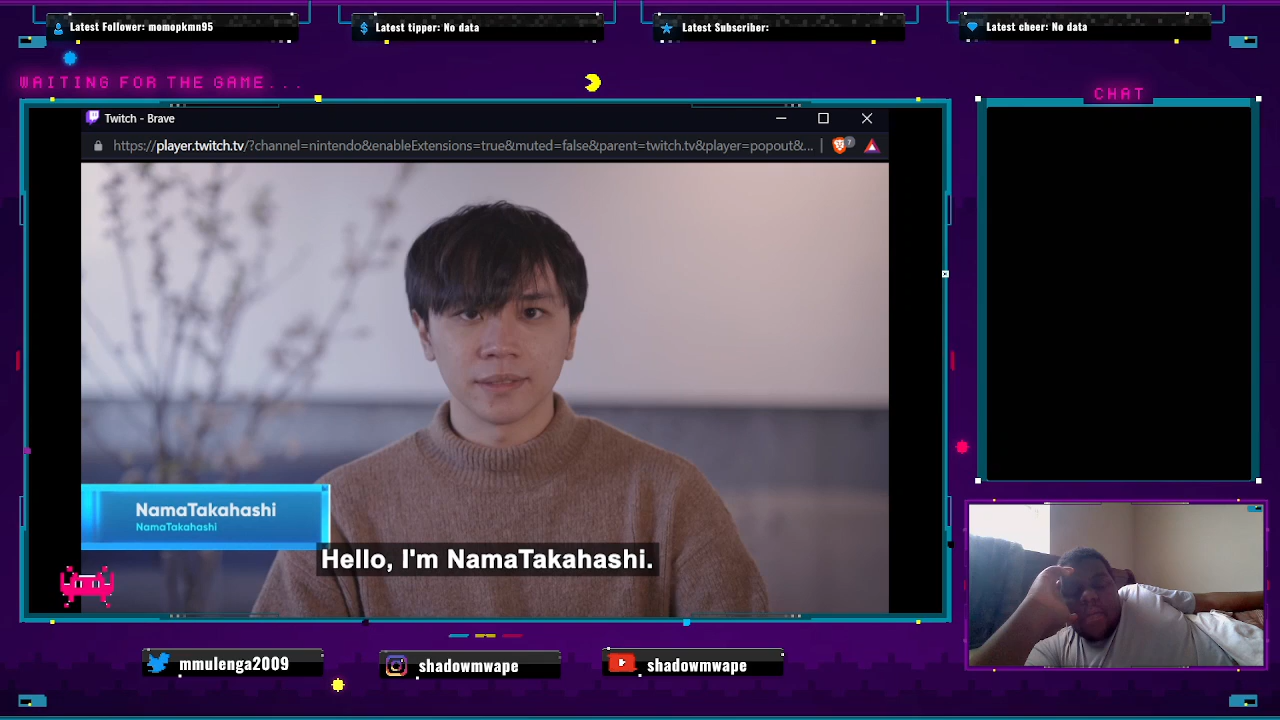 Latest Follower: momopkmn95
Latest tipper: No data
Latest Subscriber:
Latest cheer: No data
WAITING FOR THE GAME...
CHAT
Twitch - Brave
https://player.twitch.tv/?channel=nintendo&enableExtensions=true&muted=false&parent=twitch.tv&player=popout&...
7
NamaTakahashi
NamaTakahashi
Hello, I'm NamaTakahashi.
mmulenga2009
shadowmwape
shadowmwape